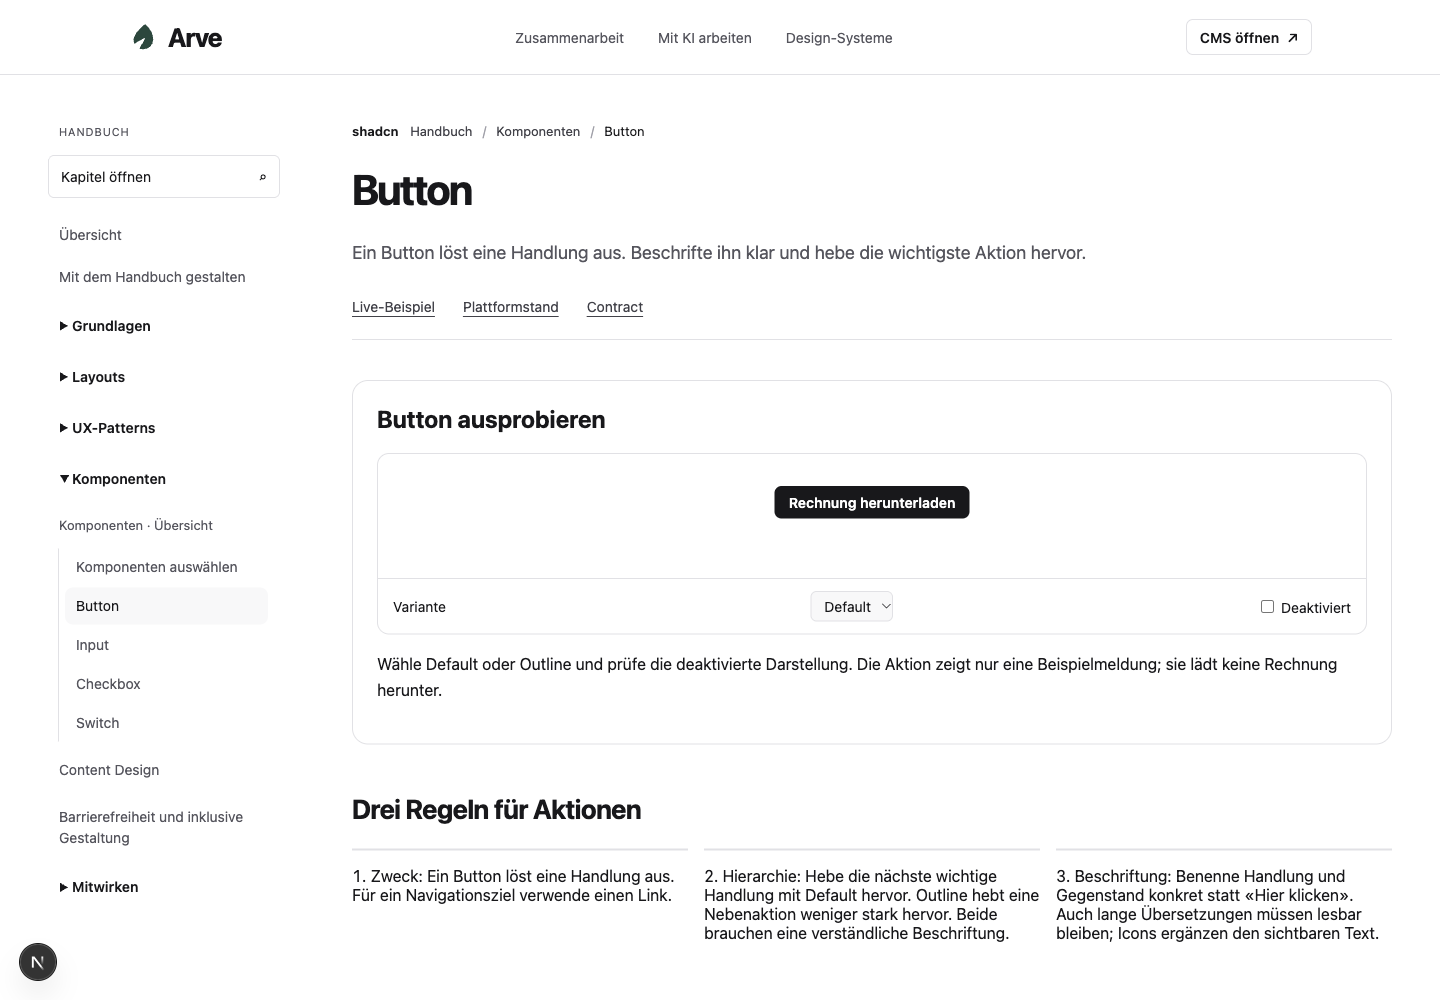 Arve
Zusammenarbeit
Mit KI arbeiten
Design-Systeme
CMS öffnen
HANDBUCH
Kapitel öffnen
Übersicht
Mit dem Handbuch gestalten
Grundlagen
Layouts
UX-Patterns
Komponenten
Komponenten · Übersicht
Komponenten auswählen
Button
Input
Checkbox
Switch
Content Design
Barrierefreiheit und inklusive
Gestaltung
Mitwirken
N
shadcn Handbuch / Komponenten / Button
Button
Ein Button löst eine Handlung aus. Beschrifte ihn klar und hebe die wichtigste Aktion hervor.
Live-Beispiel
Plattformstand
Contract
Button ausprobieren
Rechnung herunterladen
Variante
Default
Deaktiviert
Wähle Default oder Outline und prüfe die deaktivierte Darstellung. Die Aktion zeigt nur eine Beispielmeldung; sie lädt keine Rechnung
herunter.
Drei Regeln für Aktionen
1. Zweck: Ein Button löst eine Handlung aus.
Für ein Navigationsziel verwende einen Link.
2. Hierarchie: Hebe die nächste wichtige
Handlung mit Default hervor. Outline hebt eine
Nebenaktion weniger stark hervor. Beide
brauchen eine verständliche Beschriftung.
3. Beschriftung: Benenne Handlung und
Gegenstand konkret statt «Hier klicken».
Auch lange Übersetzungen müssen lesbar
bleiben; Icons ergänzen den sichtbaren Text.